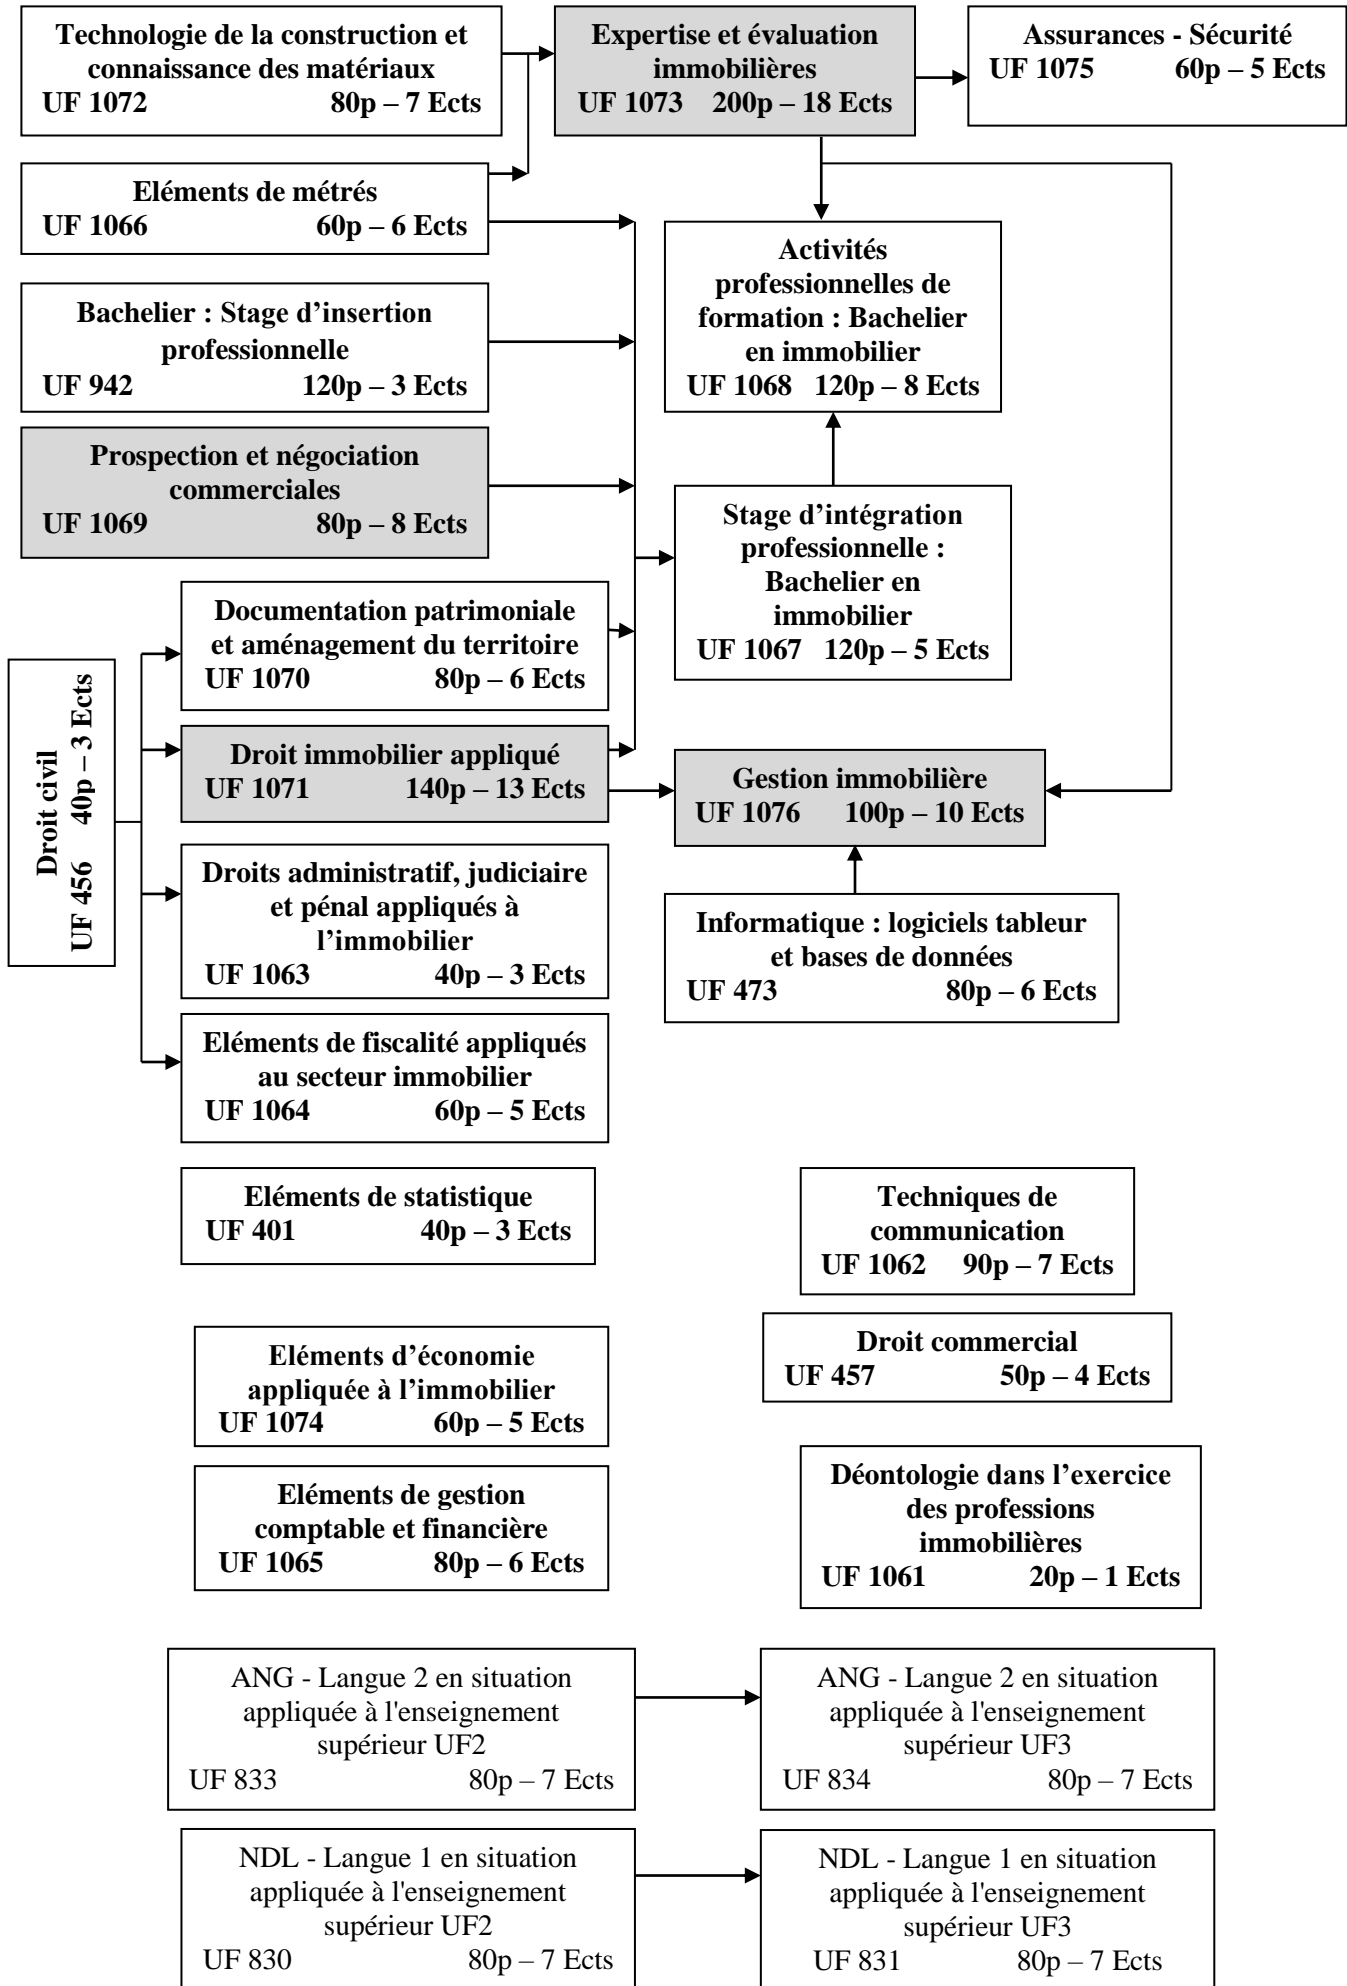 Technologie de la construction et
connaissance des matériaux
UF 1072 80p – 7 Ects
Expertise et évaluation
immobilières
UF 1073 200p – 18 Ects
Assurances - Sécurité
UF 1075 60p – 5 Ects
Eléments de métrés
UF 1066 60p – 6 Ects
Activités
professionnelles de
formation : Bachelier
en immobilier
UF 1068 120p – 8 Ects
Bachelier : Stage d’insertion
professionnelle
UF 942 120p – 3 Ects
Prospection et négociation
commerciales
UF 1069 80p – 8 Ects
Stage d’intégration
professionnelle :
Bachelier en
immobilier
UF 1067 120p – 5 Ects
Documentation patrimoniale
et aménagement du territoire
UF 1070 80p – 6 Ects
Droit civil
UF 456 40p – 3 Ects
Droit immobilier appliqué
UF 1071 140p – 13 Ects
Gestion immobilière
UF 1076 100p – 10 Ects
Droits administratif, judiciaire
et pénal appliqués à
l’immobilier
UF 1063 40p – 3 Ects
Informatique : logiciels tableur
et bases de données
UF 473 80p – 6 Ects
Eléments de fiscalité appliqués
au secteur immobilier
UF 1064 60p – 5 Ects
Eléments de statistique
UF 401 40p – 3 Ects
Techniques de
communication
UF 1062 90p – 7 Ects
Eléments d’économie
appliquée à l’immobilier
UF 1074 60p – 5 Ects
Droit commercial
UF 457 50p – 4 Ects
Eléments de gestion
comptable et financière
UF 1065 80p – 6 Ects
Déontologie dans l’exercice
des professions
immobilières
UF 1061 20p – 1 Ects
ANG - Langue 2 en situation
appliquée à l'enseignement
supérieur UF2
UF 833 80p – 7 Ects
ANG - Langue 2 en situation
appliquée à l'enseignement
supérieur UF3
UF 834 80p – 7 Ects
NDL - Langue 1 en situation
appliquée à l'enseignement
supérieur UF2
UF 830 80p – 7 Ects
NDL - Langue 1 en situation
appliquée à l'enseignement
supérieur UF3
UF 831 80p – 7 Ects